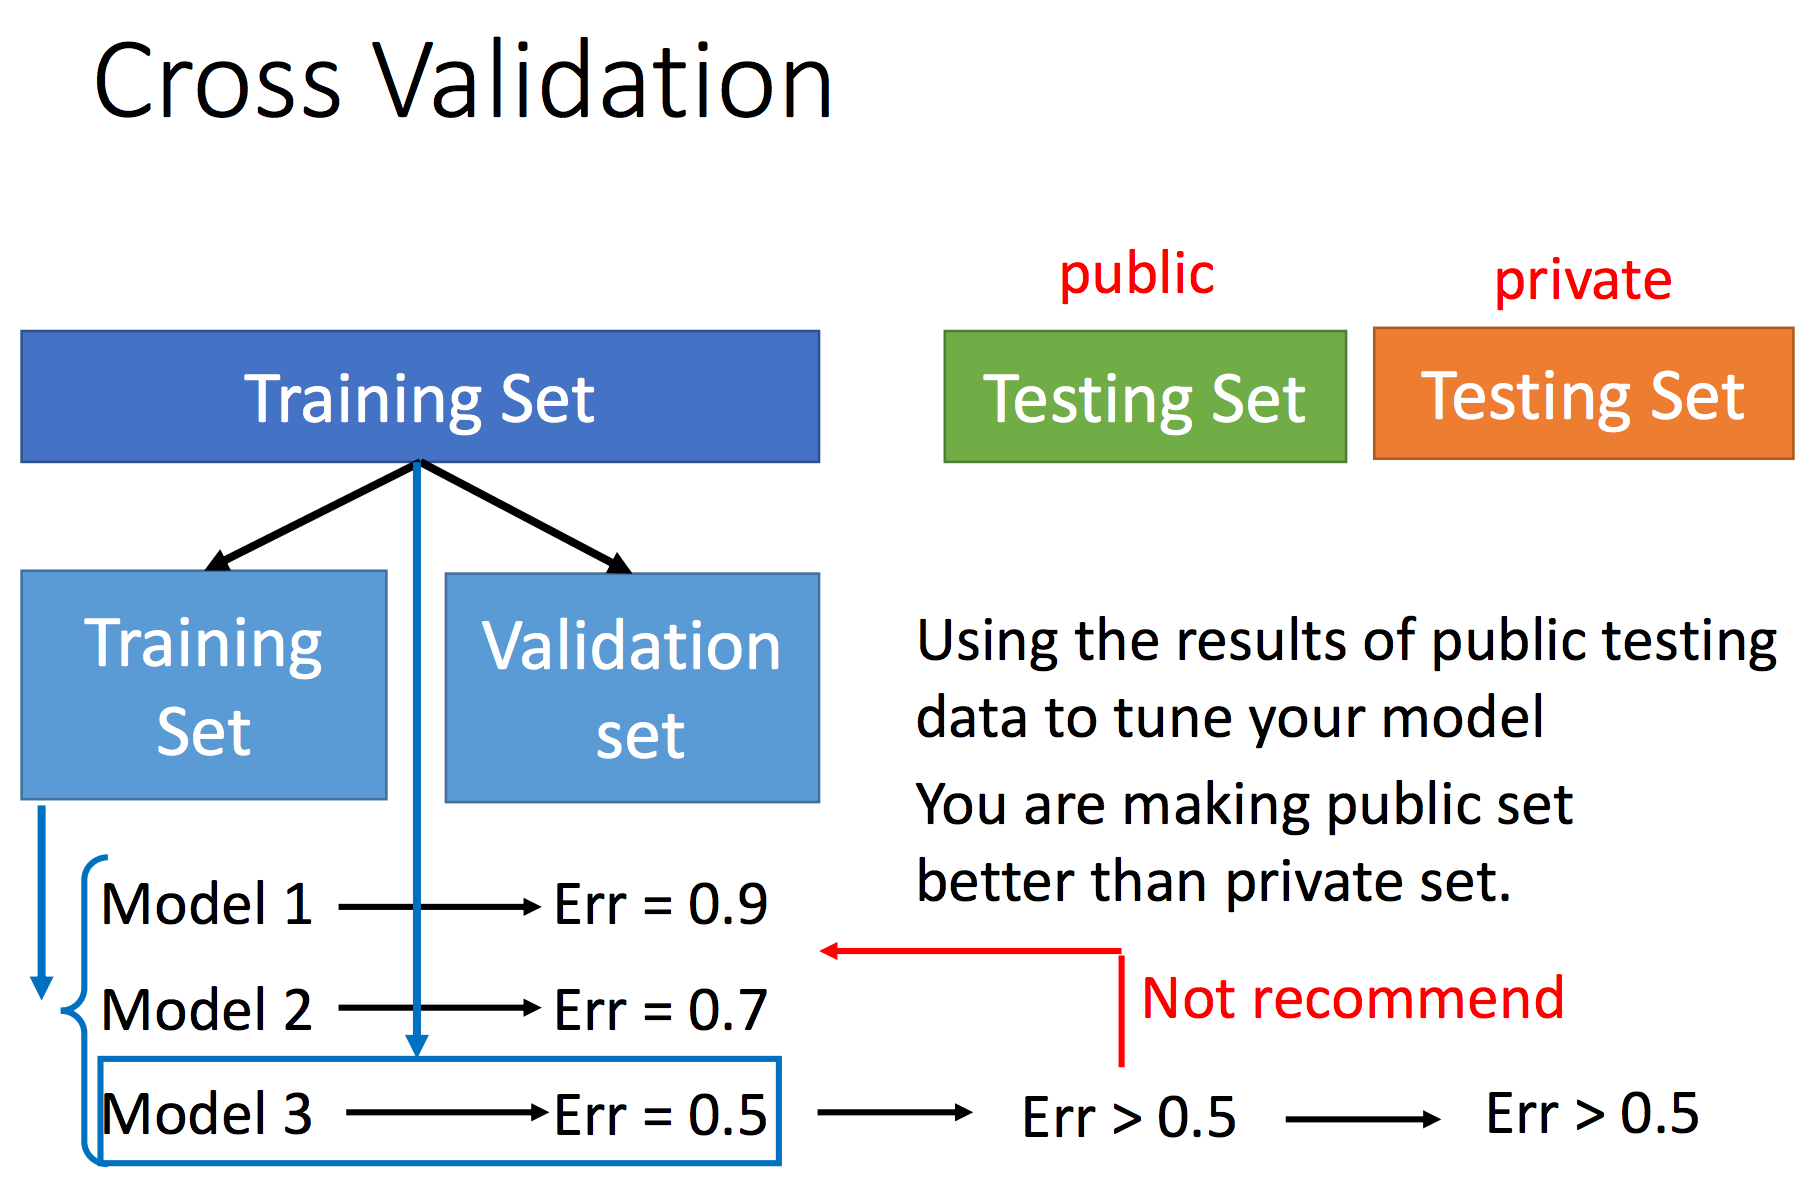 Cross Validation
public
private
Training Set
Testing Set
Testing Set
Training
Set
Validation
set
Using the results of public testing
data to tune your model
You are making public set
better than private set.
Model 1
Err = 0.9
Model 2
Err = 0.7
Not recommend
Model 3
Err = 0.5
Err > 0.5
Err > 0.5